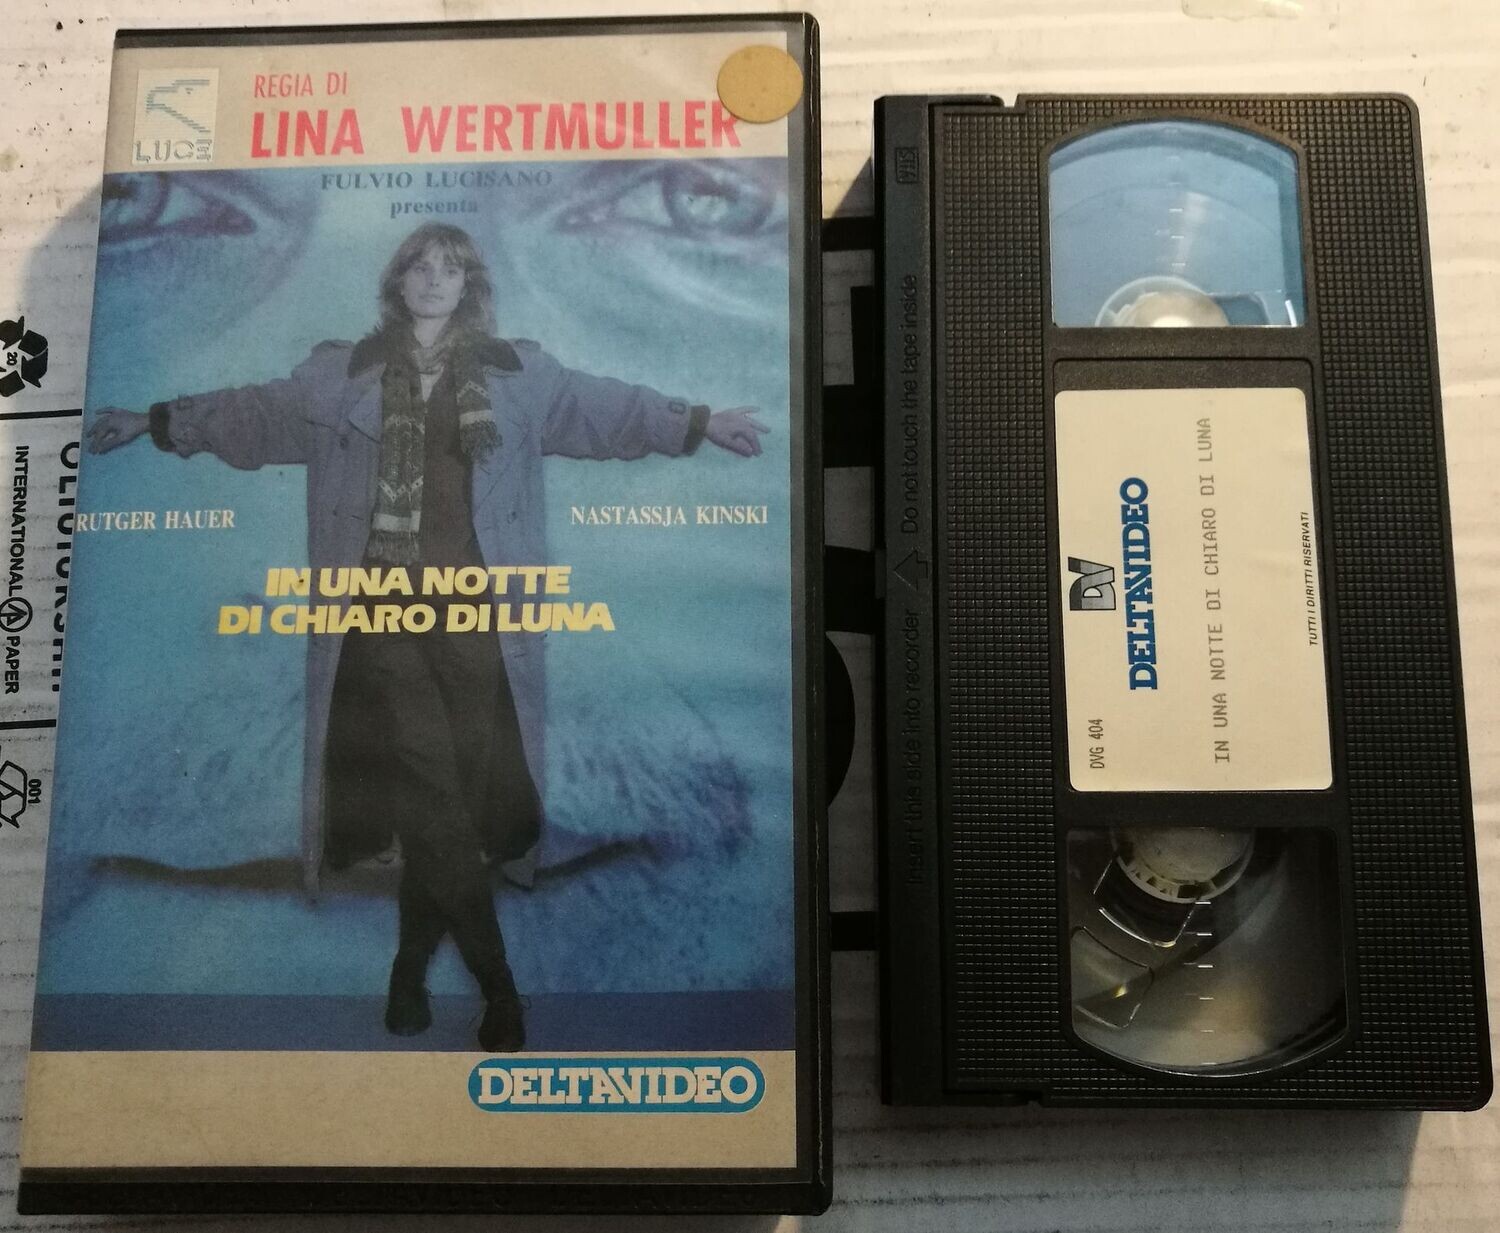 LUCE
REGIA DI
LINA WERTMULLER
FULVIO LUCISANO
presenta
RUTGER HAUER
NASTASSJA KINSKI
IN UNA NOTTE
DI CHIARO DI LUNA
DELTAVIDEO
VHS
Do not touch the tape inside
Insert this side into recorder
DV
DELTAVIDEO
DVG 404
IN UNA NOTTE DI CHIARO DI LUNA
TUTTI I DIRITTI RISERVATI
20
INTERNATIONAL PAPER
001